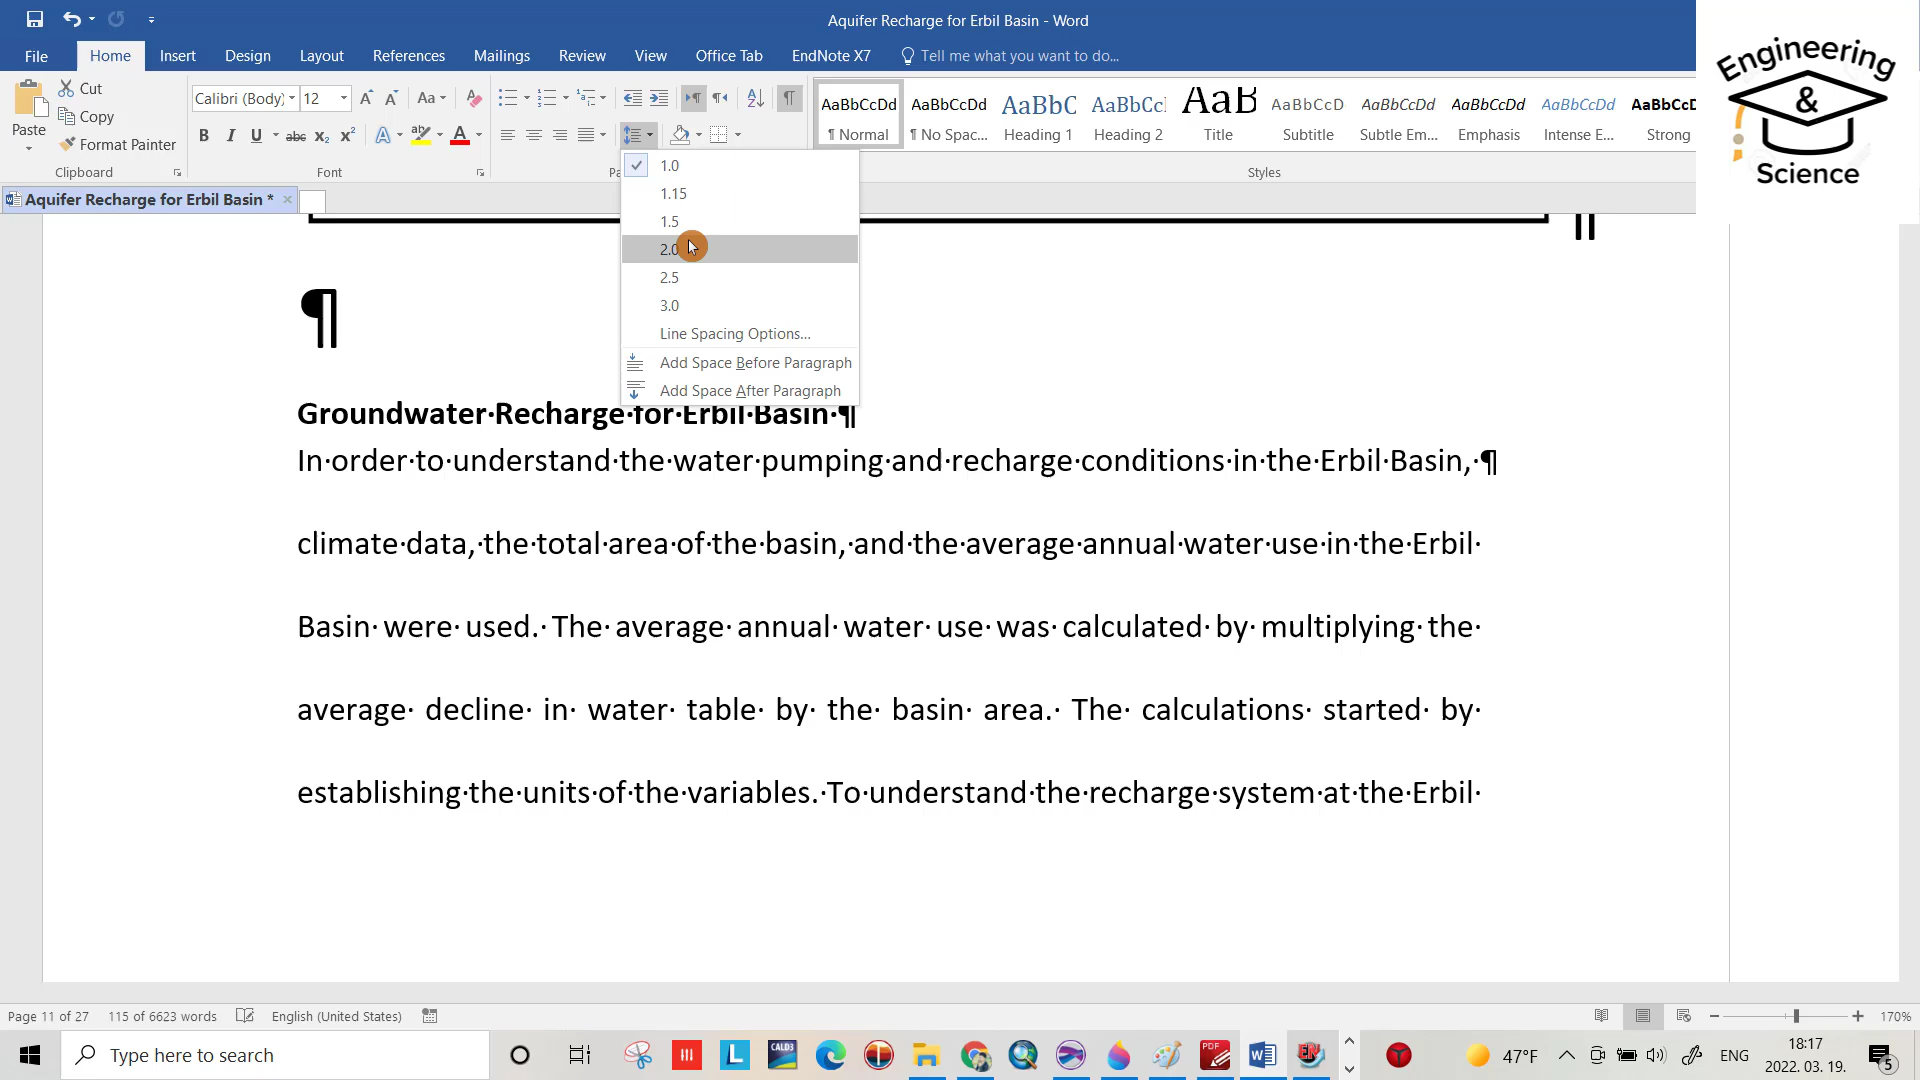 Aquifer Recharge for Erbil Basin - Word
File Home Insert Design Layout References Mailings Review View Office Tab EndNote X7 Tell me what you want to do...
Engineering
&
Science
Paste
Cut
Copy
Format Painter
Clipboard
Calibri (Body) 12
Font
AaBbCcDd
¶ Normal
AaBbCcDd
¶ No Spac...
AaBbC
Heading 1
AaBbCc
Heading 2
AaB
Title
AaBbCcD
Subtitle
AaBbCcDd
Subtle Em...
AaBbCcDd
Emphasis
AaBbCcDd
Intense E...
AaBbCcD
Strong
Styles
Aquifer Recharge for Erbil Basin *
1.0
1.15
1.5
2.0
2.5
3.0
Line Spacing Options...
Add Space Before Paragraph
Add Space After Paragraph
¶
Groundwater·Recharge·for·Erbil·Basin·¶
In·order·to·understand·the·water·pumping·and·recharge·conditions·in·the·Erbil·Basin,·¶
climate·data,·the·total·area·of·the·basin,·and·the·average·annual·water·use·in·the·Erbil·
Basin· were· used.· The· average· annual· water· use· was· calculated· by· multiplying· the·
average· decline· in· water· table· by· the· basin· area.· The· calculations· started· by·
establishing·the·units·of·the·variables.·To·understand·the·recharge·system·at·the·Erbil·
Page 11 of 27 115 of 6623 words English (United States) 170%
Type here to search
CALD3
PDF
47°F ENG
18:17
2022. 03. 19.
5